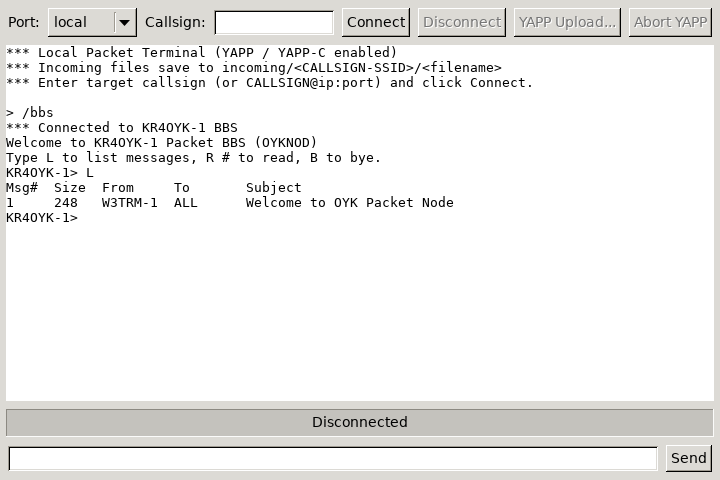 Port: local Callsign: Connect Disconnect YAPP Upload... Abort YAPP
*** Local Packet Terminal (YAPP / YAPP-C enabled)
*** Incoming files save to incoming/<CALLSIGN-SSID>/<filename>
*** Enter target callsign (or CALLSIGN@ip:port) and click Connect.
> /bbs
*** Connected to KR4OYK-1 BBS
Welcome to KR4OYK-1 Packet BBS (OYKNOD)
Type L to list messages, R # to read, B to bye.
KR4OYK-1> L
Msg#  Size  From     To       Subject
1     248   W3TRM-1  ALL      Welcome to OYK Packet Node
KR4OYK-1>
Disconnected
Send